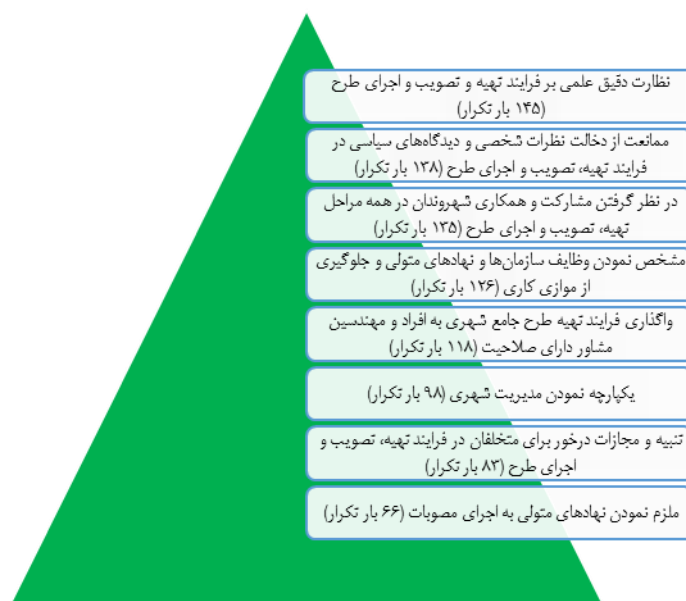 نظارت دقیق علمی بر فرایند تهیه و تصویب و اجرای طرح
(۱۴۵ بار تکرار)
ممانعت از دخالت نظرات شخصی و دیدگاه‌های سیاسی در
فرایند تهیه، تصویب و اجرای طرح (۱۳۸ بار تکرار)
در نظر گرفتن مشارکت و همکاری شهروندان در همه مراحل
تهیه، تصویب و اجرای طرح (۱۳۵ بار تکرار)
مشخص نمودن وظایف سازمان‌ها و نهادهای متولی و جلوگیری
از موازی کاری (۱۲۶ بار تکرار)
واگذاری فرایند تهیه طرح جامع شهری به افراد و مهندسین
مشاور دارای صلاحیت (۱۱۸ بار تکرار)
یکپارچه نمودن مدیریت شهری (۹۸ بار تکرار)
تنبیه و مجازات درخور برای متخلفان در فرایند تهیه، تصویب و
اجرای طرح (۸۳ بار تکرار)
ملزم نمودن نهادهای متولی به اجرای مصوبات (۶۶ بار تکرار)